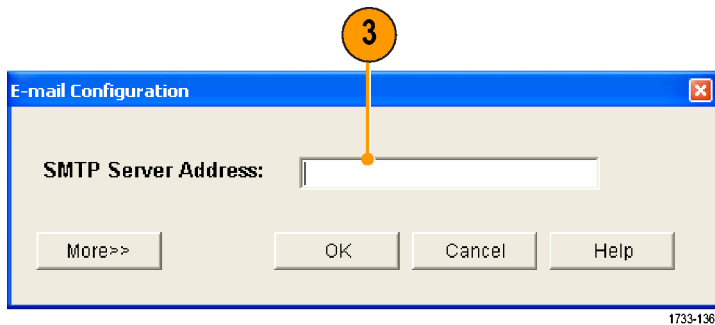 3
E-mail Configuration
SMTP Server Address:
More>> OK Cancel Help
1733-136